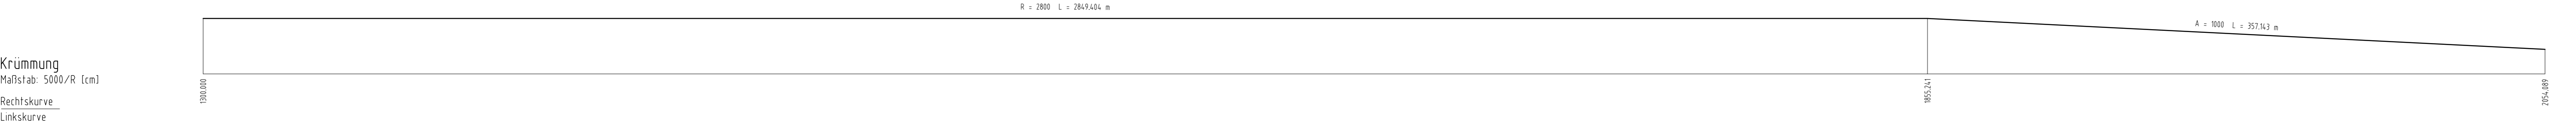 R = 2800 L = 2849.404 m
A = 1000 L = 357.143 m
Krümmung
Maßstab: 5000/R [cm]
1300.000
1855.241
2054.089
Rechtskurve
Linkskurve